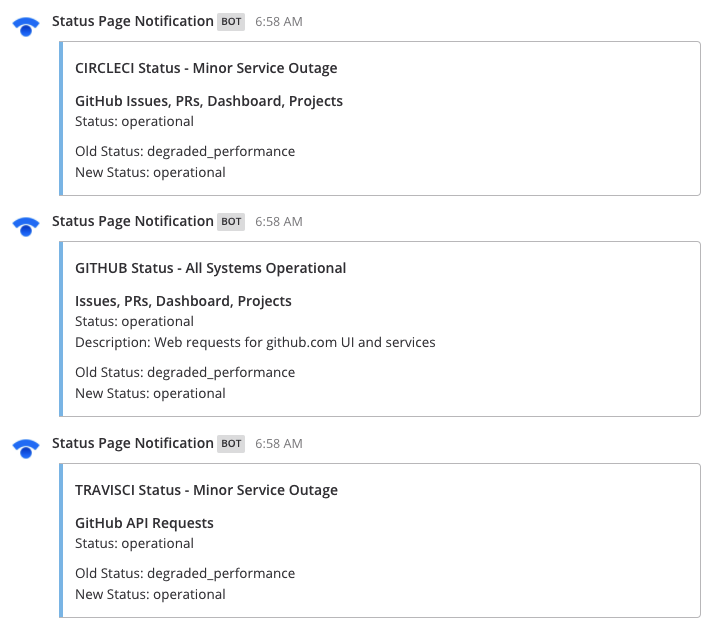 Status Page Notification BOT 6:58 AM
CIRCLECI Status - Minor Service Outage
GitHub Issues, PRs, Dashboard, Projects
Status: operational
Old Status: degraded_performance
New Status: operational
Status Page Notification BOT 6:58 AM
GITHUB Status - All Systems Operational
Issues, PRs, Dashboard, Projects
Status: operational
Description: Web requests for github.com UI and services
Old Status: degraded_performance
New Status: operational
Status Page Notification BOT 6:58 AM
TRAVISCI Status - Minor Service Outage
GitHub API Requests
Status: operational
Old Status: degraded_performance
New Status: operational